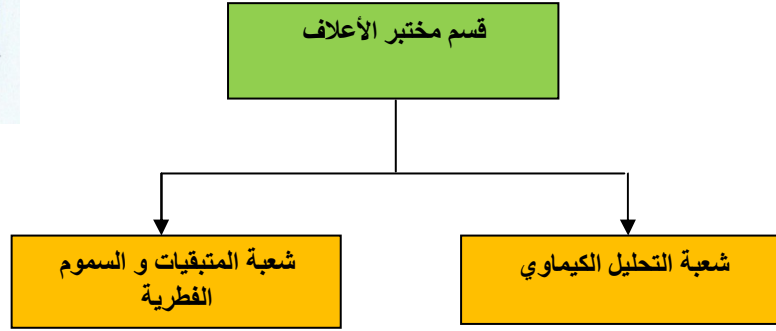 قسم مختبر الأعلاف
شعبة التحليل الكيماوي
شعبة المتبقيات و السموم
الفطرية